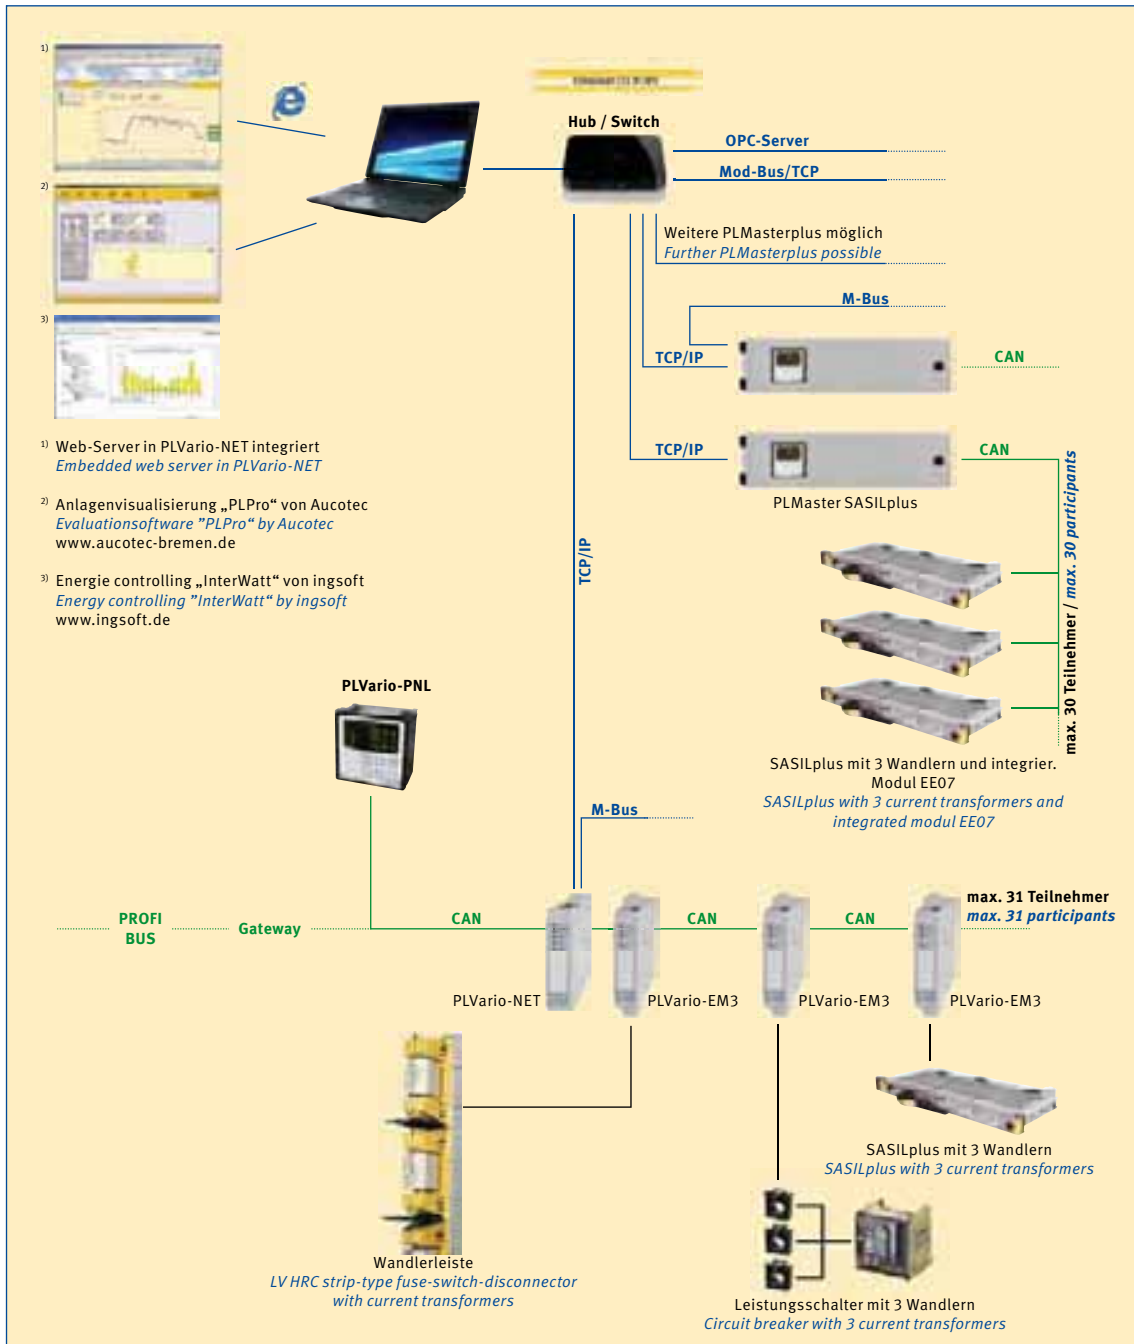 1)
2)
3)
Hub / Switch
OPC-Server
Mod-Bus/TCP
Weitere PLMasterplus möglich
Further PLMasterplus possible
M-Bus
TCP/IP
CAN
TCP/IP
CAN
PLMaster SASILplus
1) Web-Server in PLVario-NET integriert
Embedded web server in PLVario-NET
2) Anlagenvisualisierung „PLPro“ von Aucotec
Evaluationsoftware ”PLPro“ by Aucotec
www.aucotec-bremen.de
3) Energie controlling „InterWatt“ von ingsoft
Energy controlling ”InterWatt“ by ingsoft
www.ingsoft.de
TCP/IP
max. 30 Teilnehmer / max. 30 participants
SASILplus mit 3 Wandlern und integrier.
Modul EE07
SASILplus with 3 current transformers and
integrated modul EE07
PLVario-PNL
M-Bus
PROFI
BUS
Gateway
CAN
CAN
CAN
max. 31 Teilnehmer
max. 31 participants
PLVario-NET
PLVario-EM3
PLVario-EM3
PLVario-EM3
SASILplus mit 3 Wandlern
SASILplus with 3 current transformers
Wandlerleiste
LV HRC strip-type fuse-switch-disconnector
with current transformers
Leistungsschalter mit 3 Wandlern
Circuit breaker with 3 current transformers